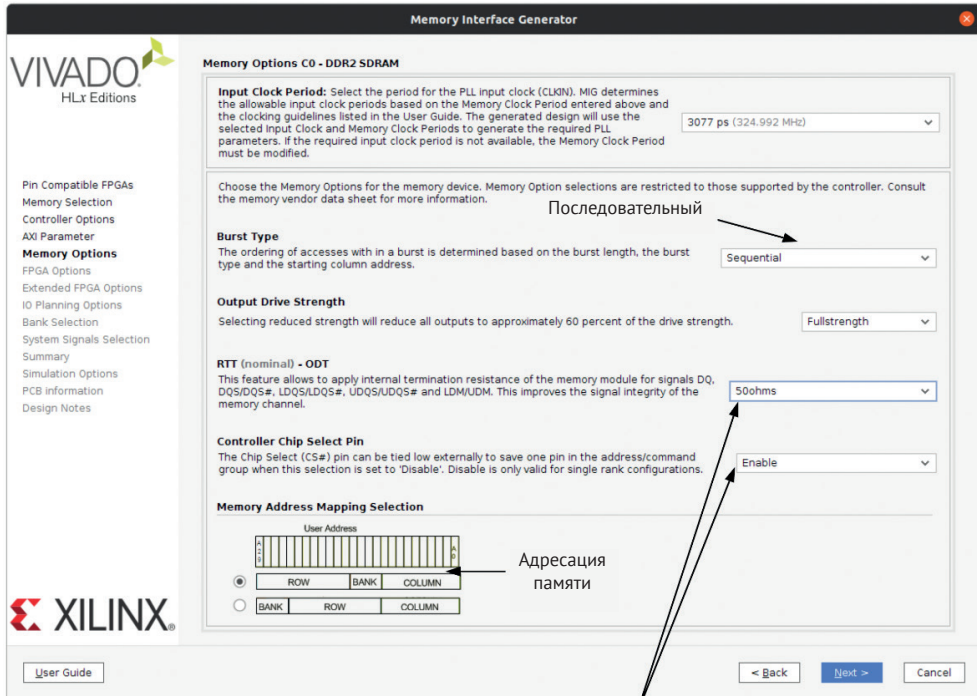 Memory Interface Generator
VIVADO
HLx Editions
Pin Compatible FPGAs
Memory Selection
Controller Options
AXI Parameter
Memory Options
FPGA Options
Extended FPGA Options
IO Planning Options
Bank Selection
System Signals Selection
Summary
Simulation Options
PCB information
Design Notes
XILINX®
Memory Options C0 - DDR2 SDRAM
Input Clock Period: Select the period for the PLL input clock (CLKIN). MIG determines
the allowable input clock periods based on the Memory Clock Period entered above and
the clocking guidelines listed in the User Guide. The generated design will use the
selected Input Clock and Memory Clock Periods to generate the required PLL
parameters. If the required input clock period is not available, the Memory Clock Period
must be modified.
3077 ps (324.992 MHz)
Choose the Memory Options for the memory device. Memory Option selections are restricted to those supported by the controller. Consult
the memory vendor data sheet for more information.
Последовательный
Burst Type
The ordering of accesses with in a burst is determined based on the burst length, the burst
type and the starting column address.
Sequential
Output Drive Strength
Selecting reduced strength will reduce all outputs to approximately 60 percent of the drive strength.
Fullstrength
RTT (nominal) - ODT
This feature allows to apply internal termination resistance of the memory module for signals DQ,
DQS/DQS#, LDQS/LDQS#, UDQS/UDQS# and LDM/UDM. This improves the signal integrity of the
memory channel.
50ohms
Controller Chip Select Pin
The Chip Select (CS#) pin can be tied low externally to save one pin in the address/command
group when this selection is set to 'Disable'. Disable is only valid for single rank configurations.
Enable
Memory Address Mapping Selection
User Address
A29 A0
ROW BANK COLUMN
BANK ROW COLUMN
Адресация
памяти
User Guide
< Back
Next >
Cancel